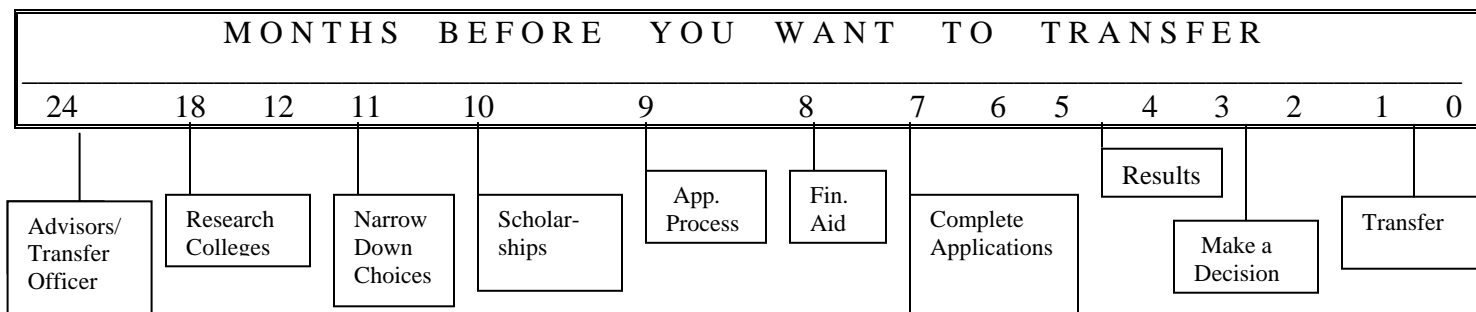 MONTHS BEFORE YOU WANT TO TRANSFER
24 18 12 11 10 9 8 7 6 5 4 3 2 1 0
Advisors/
Transfer
Officer
Research
Colleges
Narrow
Down
Choices
Scholar-
ships
App.
Process
Fin.
Aid
Complete
Applications
Results
Make a
Decision
Transfer